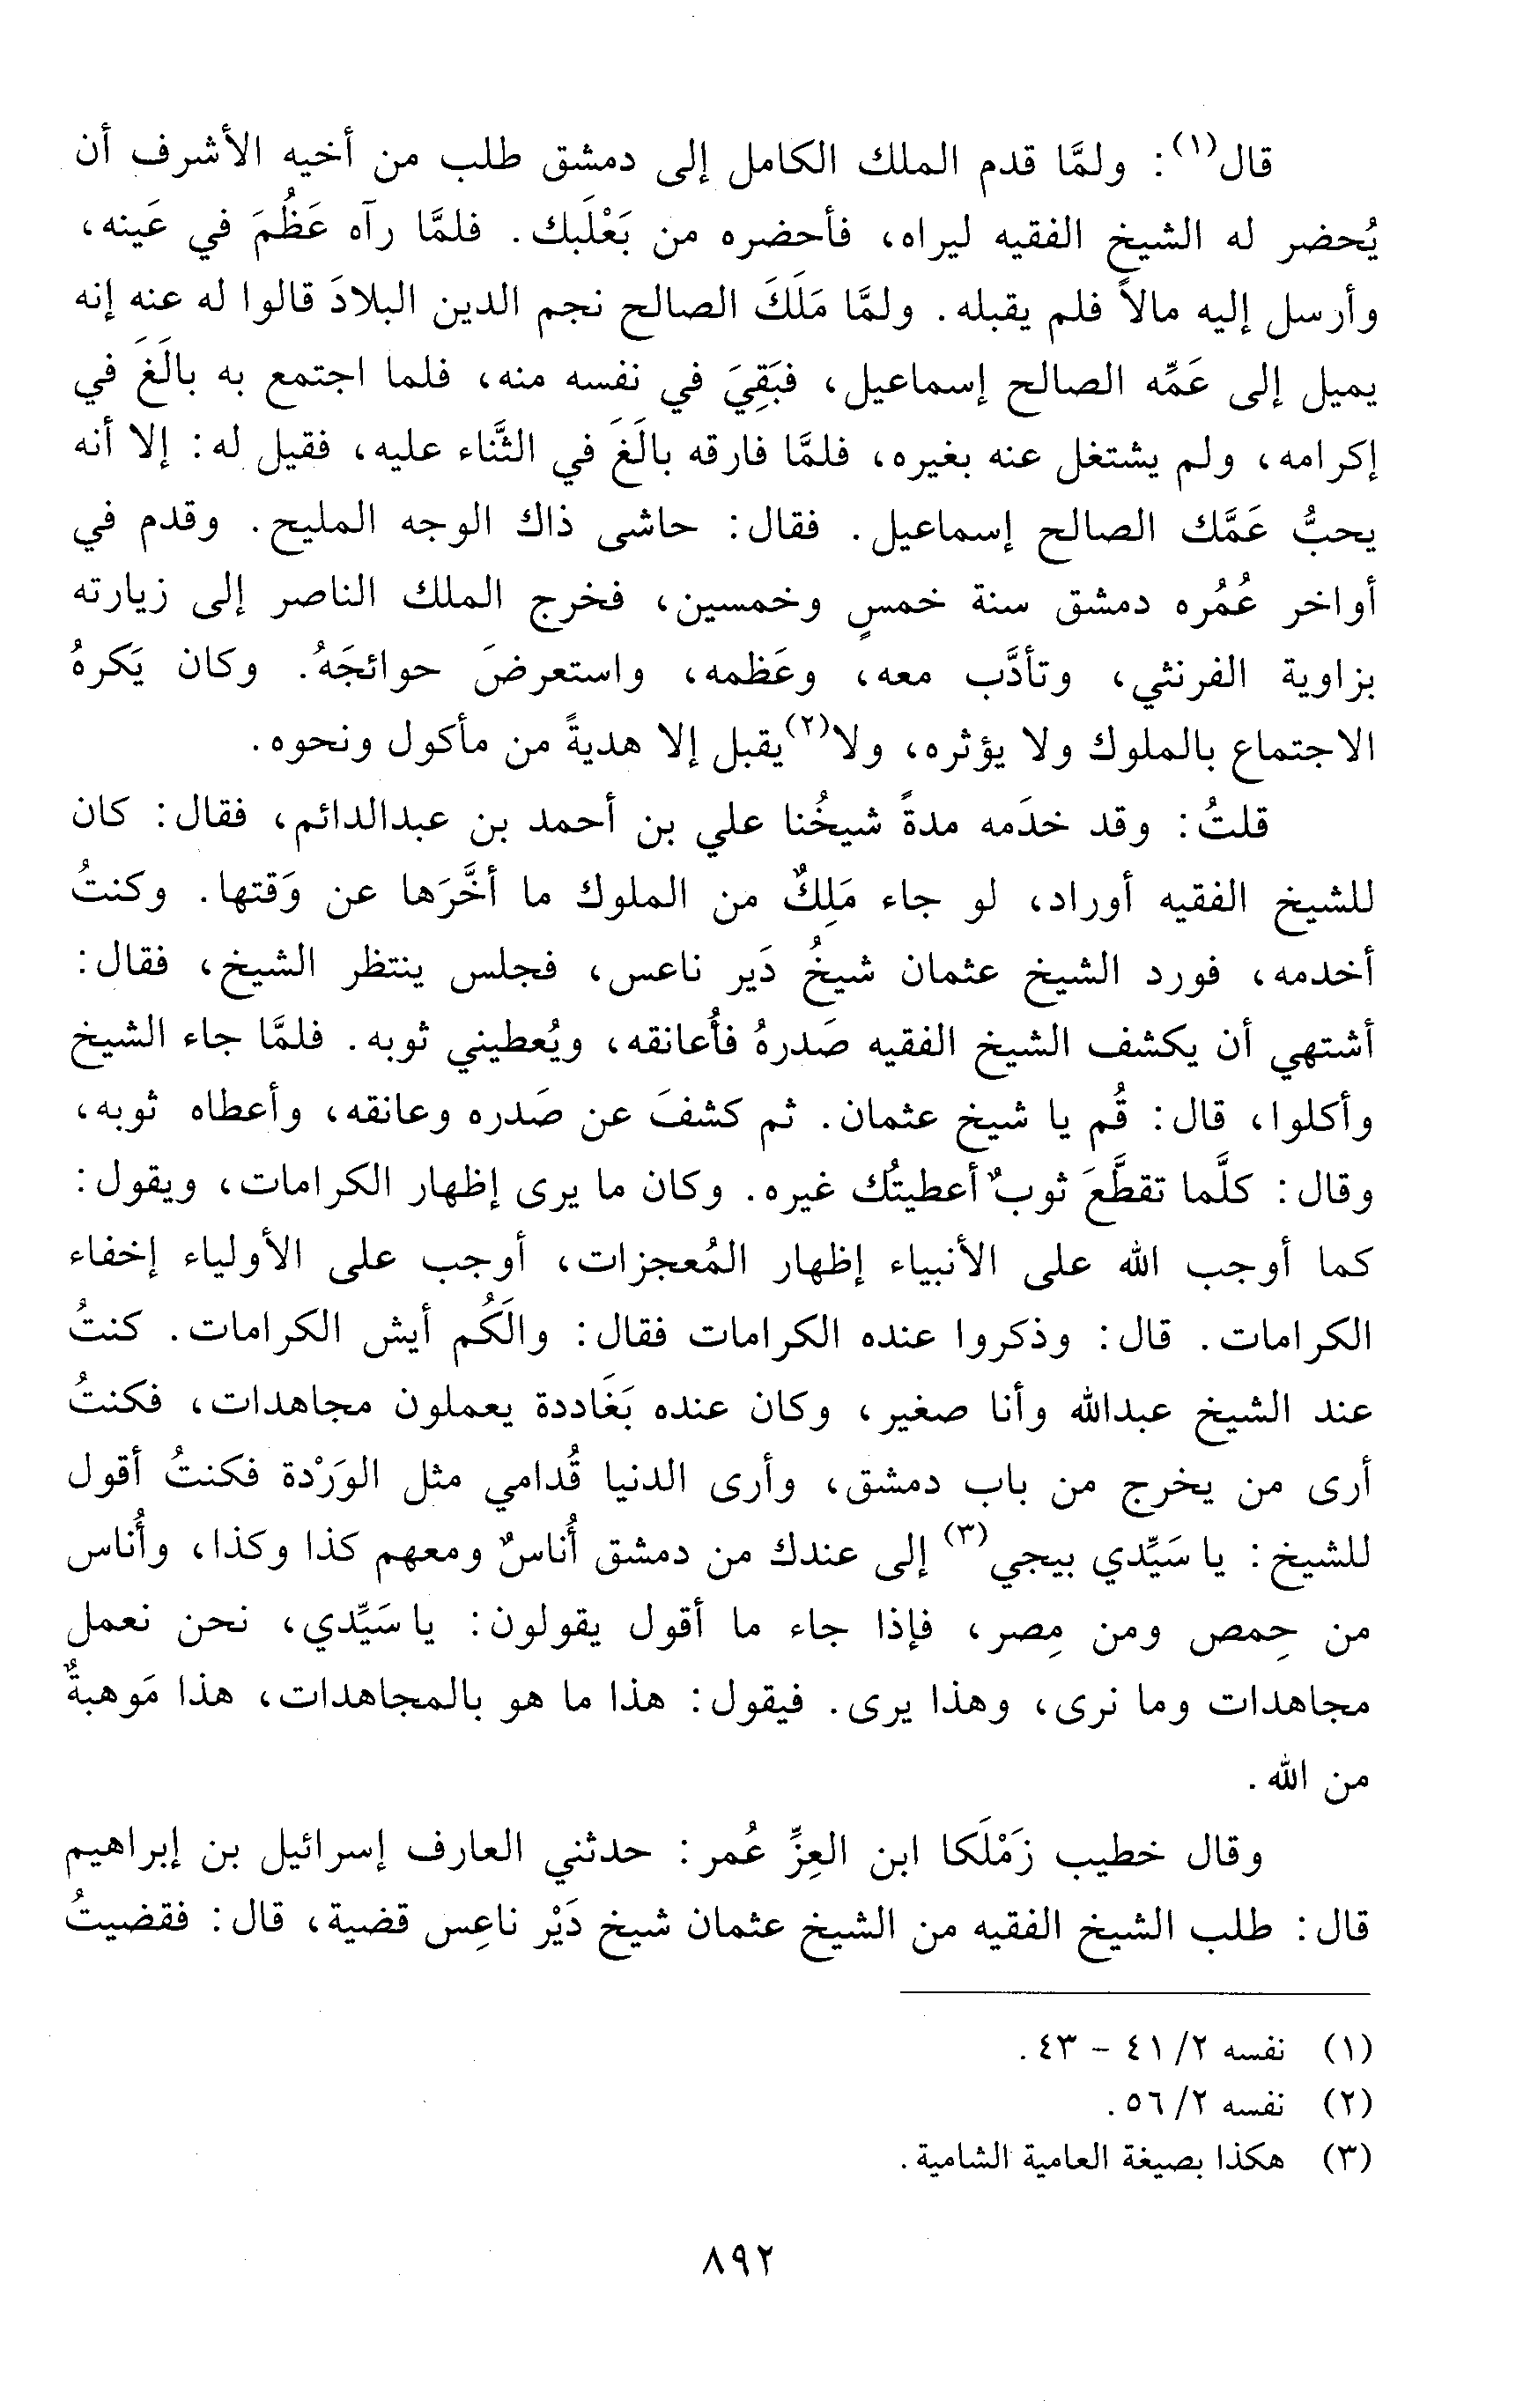 قال(١): ولمَّا قدم الملك الكامل إلى دمشق طلب من أخيه الأشرف أن
يُحضر له الشيخ الفقيه ليراه، فأحضره من بَعْلَبك. فلمَّا رآه عَظُمَ في عَينه،
وأرسل إليه مالاً فلم يقبله. ولمَّا مَلَكَ الصالح نجم الدين البلادَ قالوا له عنه إنه
يميل إلى عَمِّه الصالح إسماعيل، فبَقِيَ في نفسه منه، فلما اجتمع به بالَغَ في
إكرامه، ولم يشتغل عنه بغيره، فلمَّا فارقه بالَغَ في الثَّناء عليه، فقيل له: إلا أنه
يحبُّ عَمَّك الصالح إسماعيل. فقال: حاشى ذاك الوجه المليح. وقدم في
أواخر عُمُره دمشق سنة خمسٍ وخمسين، فخرج الملك الناصر إلى زيارته
بزاوية الفرنثي، وتأدَّب معه، وعَظمه، واستعرضَ حوائجَهُ. وكان يَكرهُ
الاجتماع بالملوك ولا يؤثره، ولا(٢) يقبل إلا هديةً من مأكول ونحوه.
قلتُ: وقد خدَمه مدةً شيخُنا علي بن أحمد بن عبدالدائم، فقال: كان
للشيخ الفقيه أوراد، لو جاء مَلِكٌ من الملوك ما أخَّرَها عن وَقتها. وكنتُ
أخدمه، فورد الشيخ عثمان شيخُ دَير ناعس، فجلس ينتظر الشيخ، فقال:
أشتهي أن يكشف الشيخ الفقيه صَدرهُ فأُعانقه، ويُعطيني ثوبه. فلمَّا جاء الشيخ
وأكلوا، قال: قُم يا شيخ عثمان. ثم كشفَ عن صَدره وعانقه، وأعطاه ثوبه،
وقال: كلَّما تقطَّعَ ثوبٌ أعطيتُك غيره. وكان ما يرى إظهار الكرامات، ويقول:
كما أوجب الله على الأنبياء إظهار المُعجزات، أوجب على الأولياء إخفاء
الكرامات. قال: وذكروا عنده الكرامات فقال: والَكُم أيش الكرامات. كنتُ
عند الشيخ عبدالله وأنا صغير، وكان عنده بَغَاددة يعملون مجاهدات، فكنتُ
أرى من يخرج من باب دمشق، وأرى الدنيا قُدامي مثل الوَرْدة فكنتُ أقول
للشيخ: يا سَيِّدي بيجي(٣) إلى عندك من دمشق أُناسٌ ومعهم كذا وكذا، وأُناس
من حِمص ومن مِصر، فإذا جاء ما أقول يقولون: يا سَيِّدي، نحن نعمل
مجاهدات وما نرى، وهذا يرى. فيقول: هذا ما هو بالمجاهدات، هذا مَوهبةٌ
من الله.
وقال خطيب زَمْلَكا ابن العِزِّ عُمر: حدثني العارف إسرائيل بن إبراهيم
قال: طلب الشيخ الفقيه من الشيخ عثمان شيخ دَيْر ناعِس قضية، قال: فقضيتُ
(١) نفسه ٢/ ٤١ – ٤٣.
(٢) نفسه ٢/ ٥٦.
(٣) هكذا بصيغة العامية الشامية.
٨٩٢